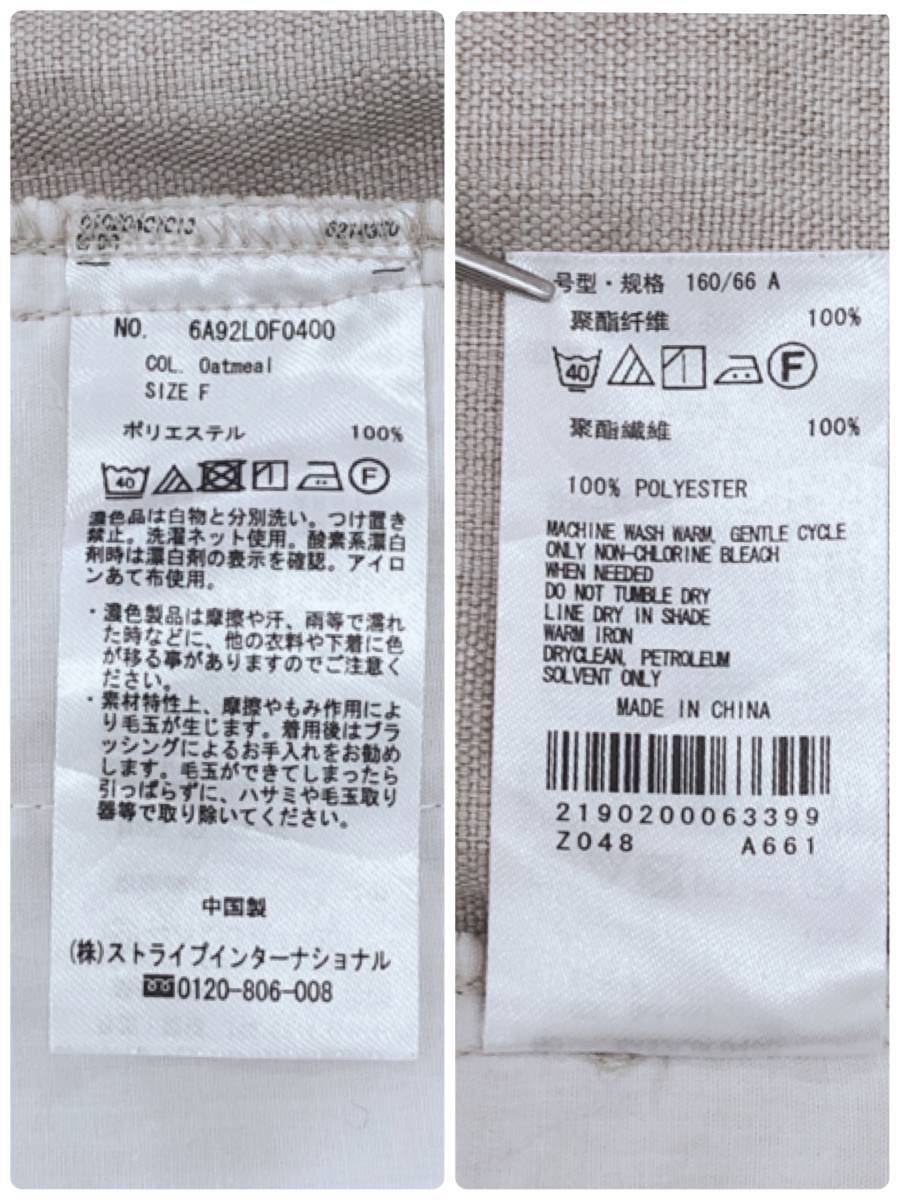 NO. 6A92L0F0400
COL. Oatmeal
SIZE F
ポリエステル 100%
40
F
濃色品は白物と分別洗い。つけ置き
禁止。洗濯ネット使用。酸素系漂白
剤時は漂白剤の表示を確認。アイロ
ンあて布使用。
・濃色製品は摩擦や汗、雨等で濡れ
た時などに、他の衣料や下着に色
が移る事がありますのでご注意く
ださい。
・素材特性上、摩擦やもみ作用によ
り毛玉が生じます。着用後はブラ
ッシングによるお手入れをお勧め
します。毛玉ができてしまったら
引っぱらずに、ハサミや毛玉取り
器等で取り除いてください。
中国製
(株)ストライプインターナショナル
0120-806-008
号型・规格 160/66 A
聚酯纤维 100%
40
F
聚酯纖維 100%
100% POLYESTER
MACHINE WASH WARM, GENTLE CYCLE
ONLY NON-CHLORINE BLEACH
WHEN NEEDED
DO NOT TUMBLE DRY
LINE DRY IN SHADE
WARM IRON
DRYCLEAN, PETROLEUM
SOLVENT ONLY
MADE IN CHINA
2190200063399
Z048 A661